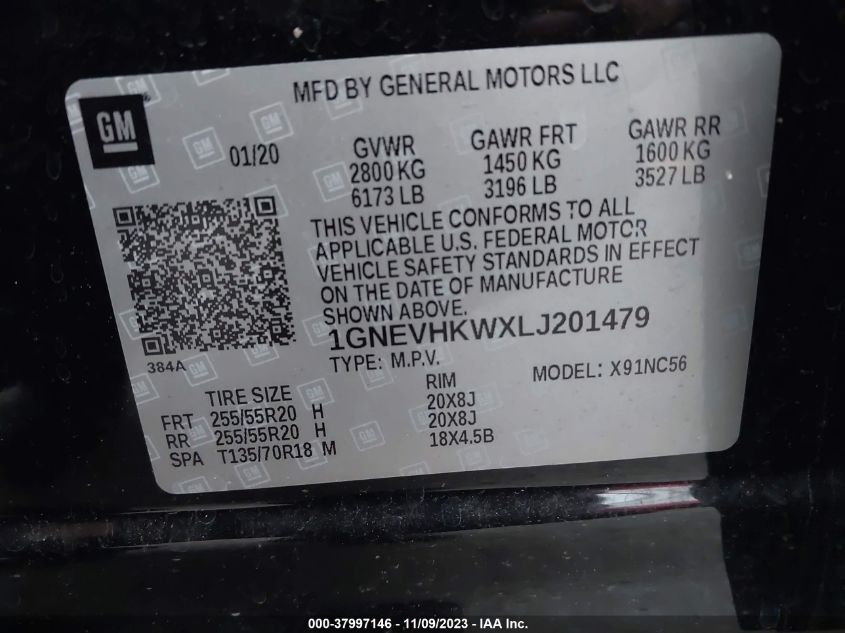 MFD BY GENERAL MOTORS LLC
GM
01/20
GVWR GAWR FRT GAWR RR
2800 KG 1450 KG 1600 KG
6173 LB 3196 LB 3527 LB
THIS VEHICLE CONFORMS TO ALL
APPLICABLE U.S. FEDERAL MOTOR
VEHICLE SAFETY STANDARDS IN EFFECT
ON THE DATE OF MANUFACTURE
SHOWN ABOVE.
1GNEVHKWXLJ201479
384A
TYPE: M.P.V. MODEL: X91NC56
TIRE SIZE RIM
FRT 255/55R20 H 20X8J
RR 255/55R20 H 20X8J
SPA T135/70R18 M 18X4.5B
000-37997146 - 11/09/2023 - IAA Inc.